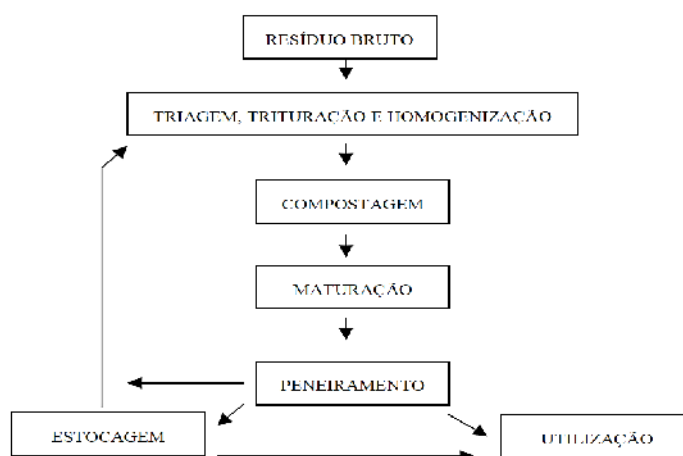 RESÍDUO BRUTO
TRIAGEM, TRITURAÇÃO E HOMOGENIZAÇÃO
COMPOSTAGEM
MATURAÇÃO
PENEIRAMENTO
ESTOCAGEM
UTILIZAÇÃO